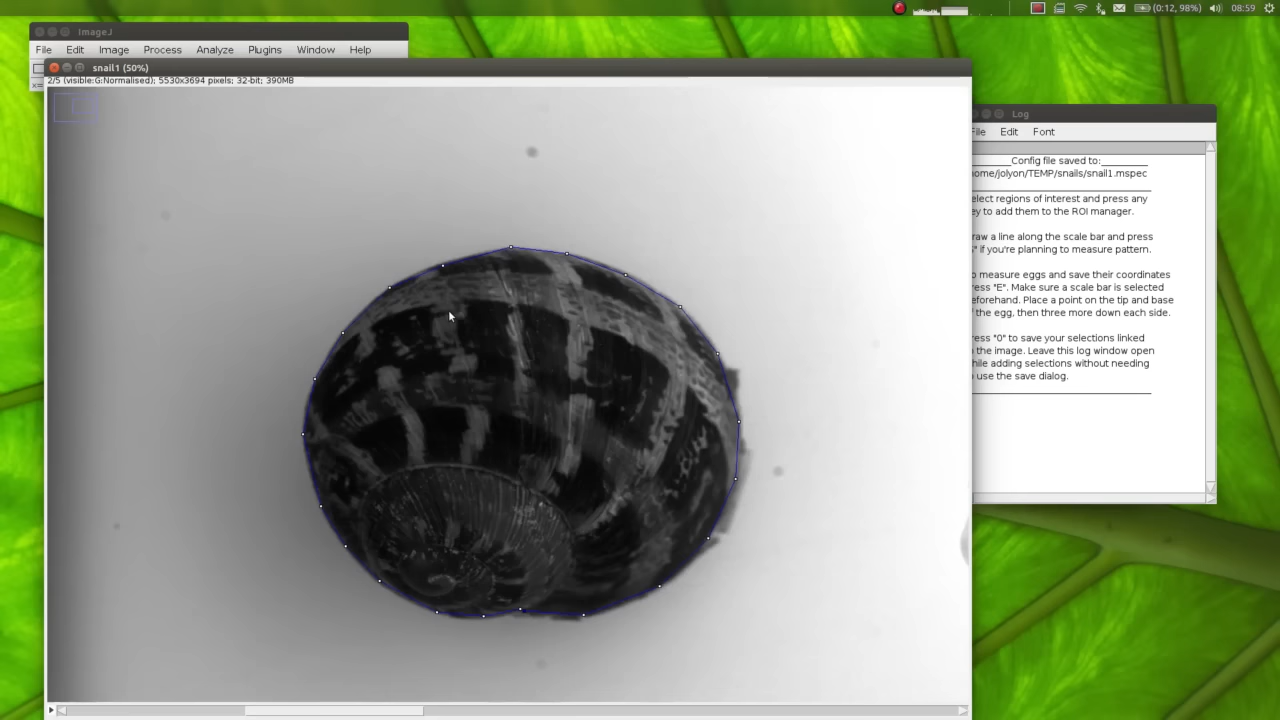 (0:12, 98%)
08:59
ImageJ
File Edit Image Process Analyze Plugins Window Help
snail1 (50%)
2/5 (visible:G:Normalised); 5530x3694 pixels; 32-bit; 390MB
x=
Log
File Edit Font
Config file saved to:
home/jolyon/TEMP/snails/snail1.mspec
elect regions of interest and press any
ey to add them to the ROI manager.
raw a line along the scale bar and press
S" if you're planning to measure pattern.
o measure eggs and save their coordinates
ress "E". Make sure a scale bar is selected
eforehand. Place a point on the tip and base
f the egg, then three more down each side.
ress "0" to save your selections linked
the image. Leave this log window open
hile adding selections without needing
use the save dialog.